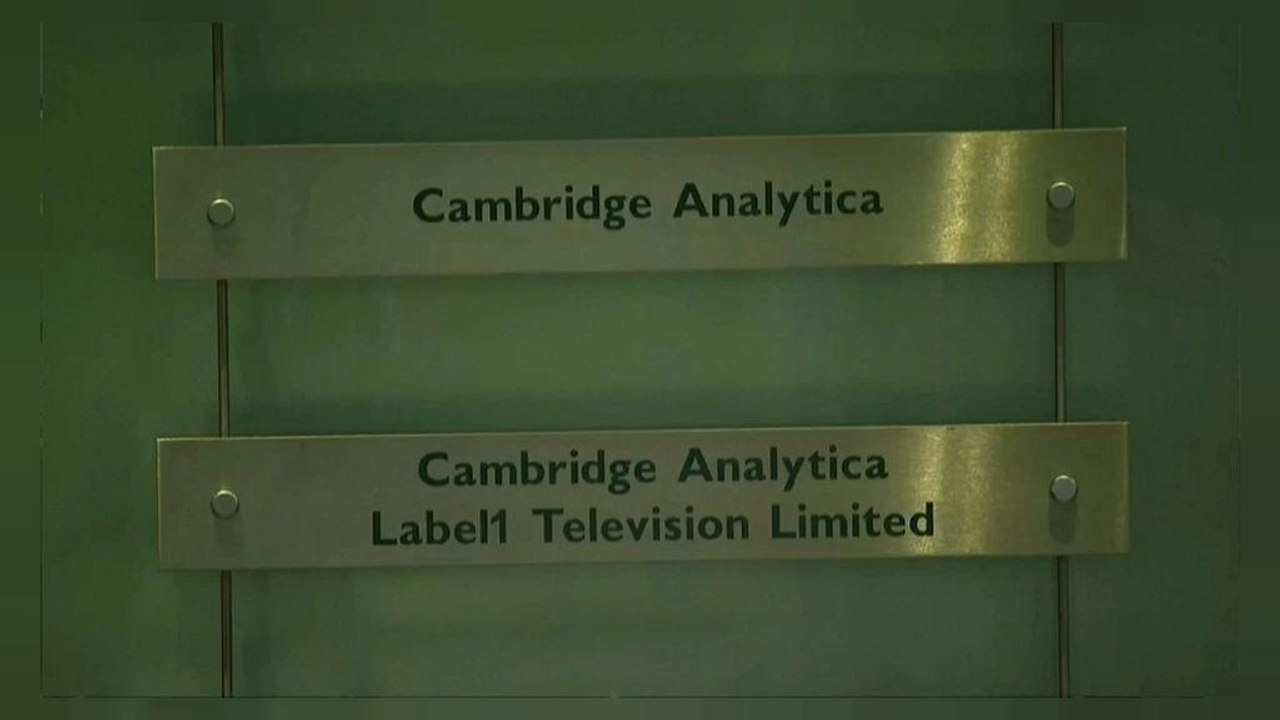 Cambridge Analytica
Cambridge Analytica
Label1 Television Limited